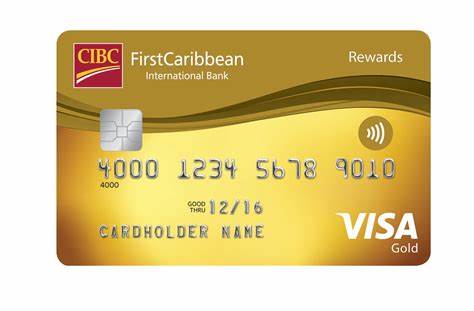 CIBC FirstCaribbean
International Bank
Rewards
4000 1234 5678 9010
4000
GOOD
THRU 12/16
CARDHOLDER NAME
VISA
Gold